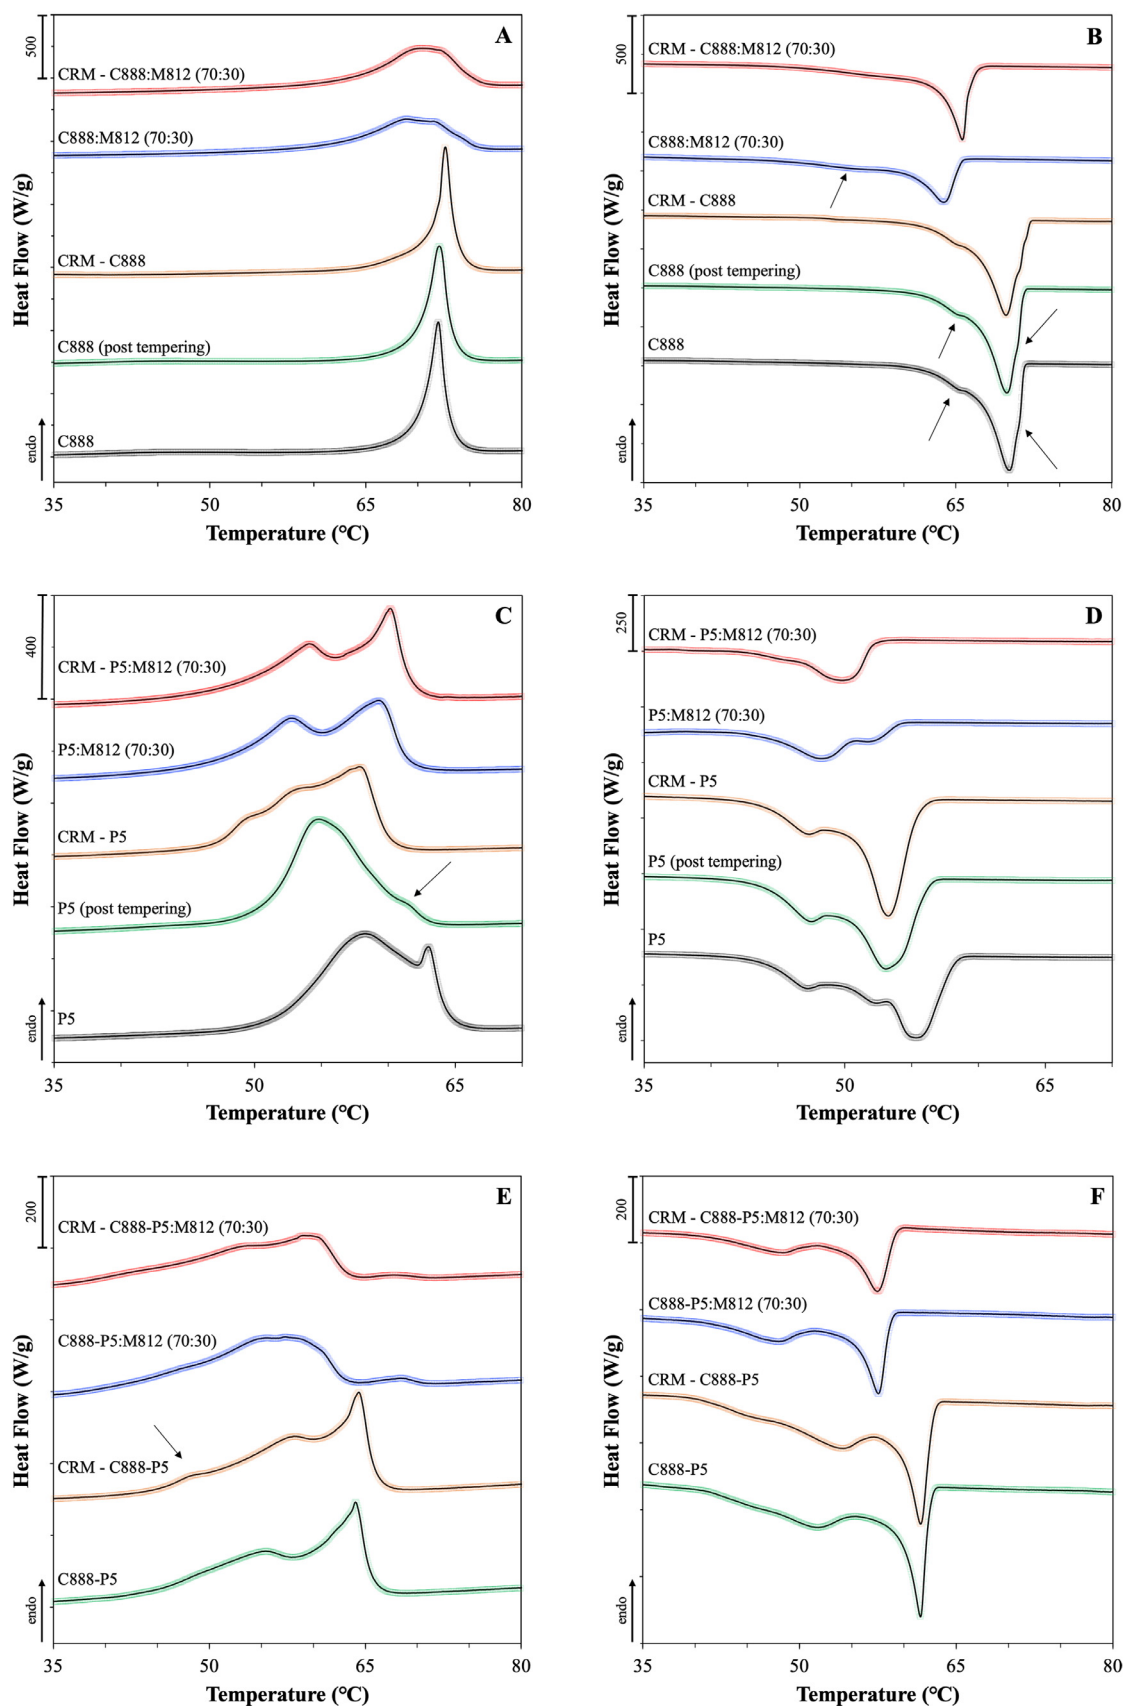 A
500
CRM - C888:M812 (70:30)
C888:M812 (70:30)
CRM - C888
C888 (post tempering)
C888
endo
Heat Flow (W/g)
35 50 65 80
Temperature (℃)
B
500
CRM - C888:M812 (70:30)
C888:M812 (70:30)
CRM - C888
C888 (post tempering)
C888
endo
Heat Flow (W/g)
35 50 65 80
Temperature (℃)
C
400
CRM - P5:M812 (70:30)
P5:M812 (70:30)
CRM - P5
P5 (post tempering)
P5
endo
Heat Flow (W/g)
35 50 65
Temperature (℃)
D
250
CRM - P5:M812 (70:30)
P5:M812 (70:30)
CRM - P5
P5 (post tempering)
P5
endo
Heat Flow (W/g)
35 50 65
Temperature (℃)
E
200
CRM - C888-P5:M812 (70:30)
C888-P5:M812 (70:30)
CRM - C888-P5
C888-P5
endo
Heat Flow (W/g)
35 50 65 80
Temperature (℃)
F
200
CRM - C888-P5:M812 (70:30)
C888-P5:M812 (70:30)
CRM - C888-P5
C888-P5
endo
Heat Flow (W/g)
35 50 65 80
Temperature (℃)